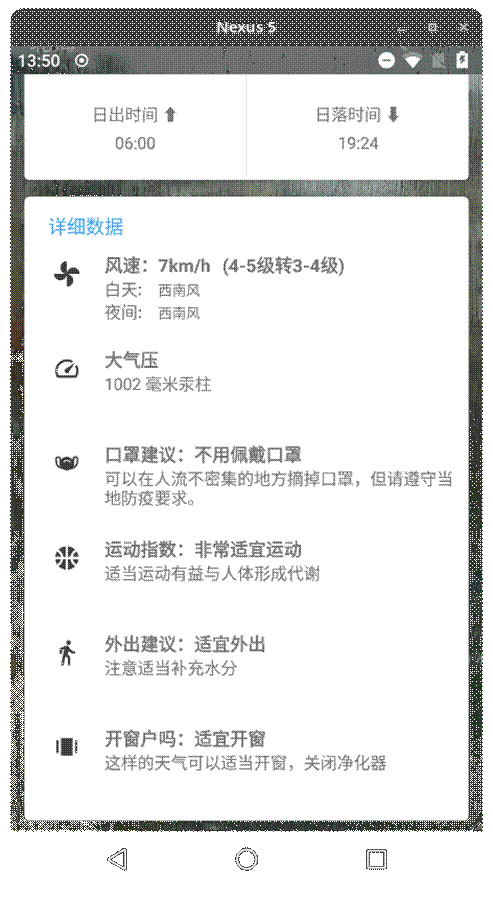 Nexus 5
13:50
日出时间
日落时间
06:00
19:24
详细数据
风速：7km/h (4-5级转3-4级)
白天: 西南风
夜间: 西南风
大气压
1002 毫米汞柱
口罩建议：不用佩戴口罩
可以在人流不密集的地方摘掉口罩，但请遵守当
地防疫要求。
运动指数：非常适宜运动
适当运动有益与人体形成代谢
外出建议：适宜外出
注意适当补充水分
开窗户吗：适宜开窗
这样的天气可以适当开窗，关闭净化器